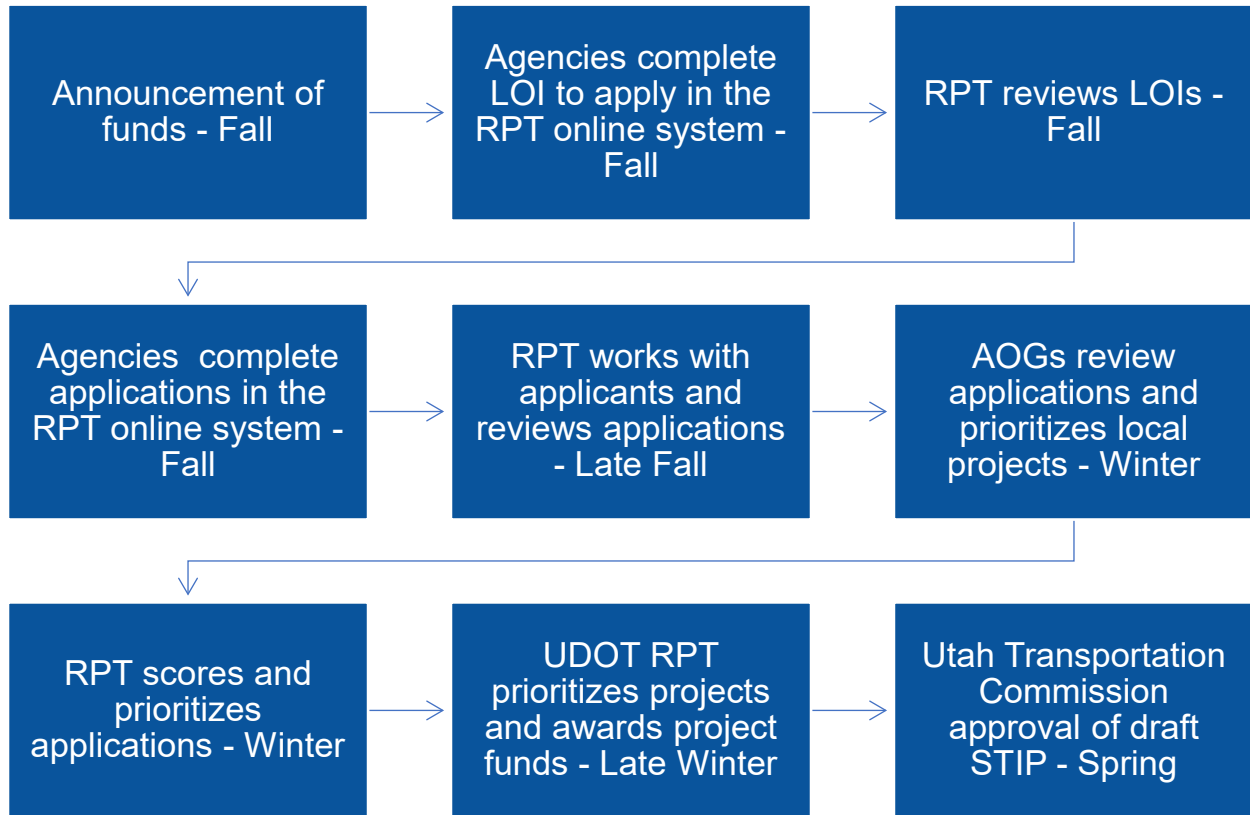 Announcement of
funds - Fall
Agencies complete
LOI to apply in the
RPT online system -
Fall
RPT reviews LOIs -
Fall
Agencies  complete
applications in the
RPT online system -
Fall
RPT works with
applicants and
reviews applications
- Late Fall
AOGs review
applications and
prioritizes local
projects - Winter
RPT scores and
prioritizes
applications - Winter
UDOT RPT
prioritizes projects
and awards project
funds - Late Winter
Utah Transportation
Commission
approval of draft
STIP - Spring